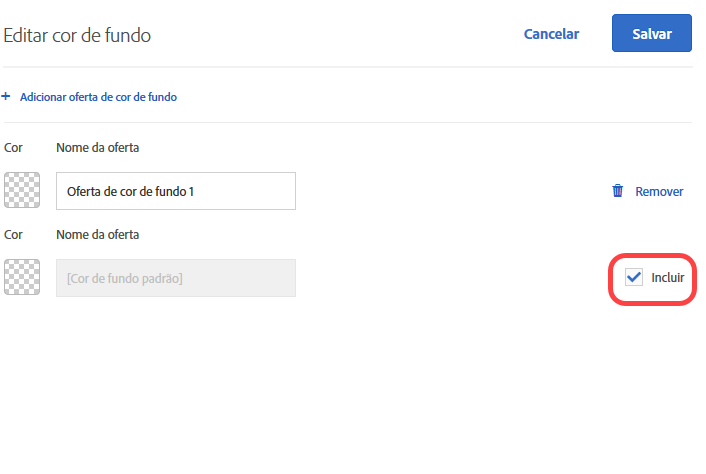 Editar cor de fundo
Cancelar
Salvar
+ Adicionar oferta de cor de fundo
Cor Nome da oferta
Oferta de cor de fundo 1
Remover
Cor Nome da oferta
[Cor de fundo padrão]
Incluir